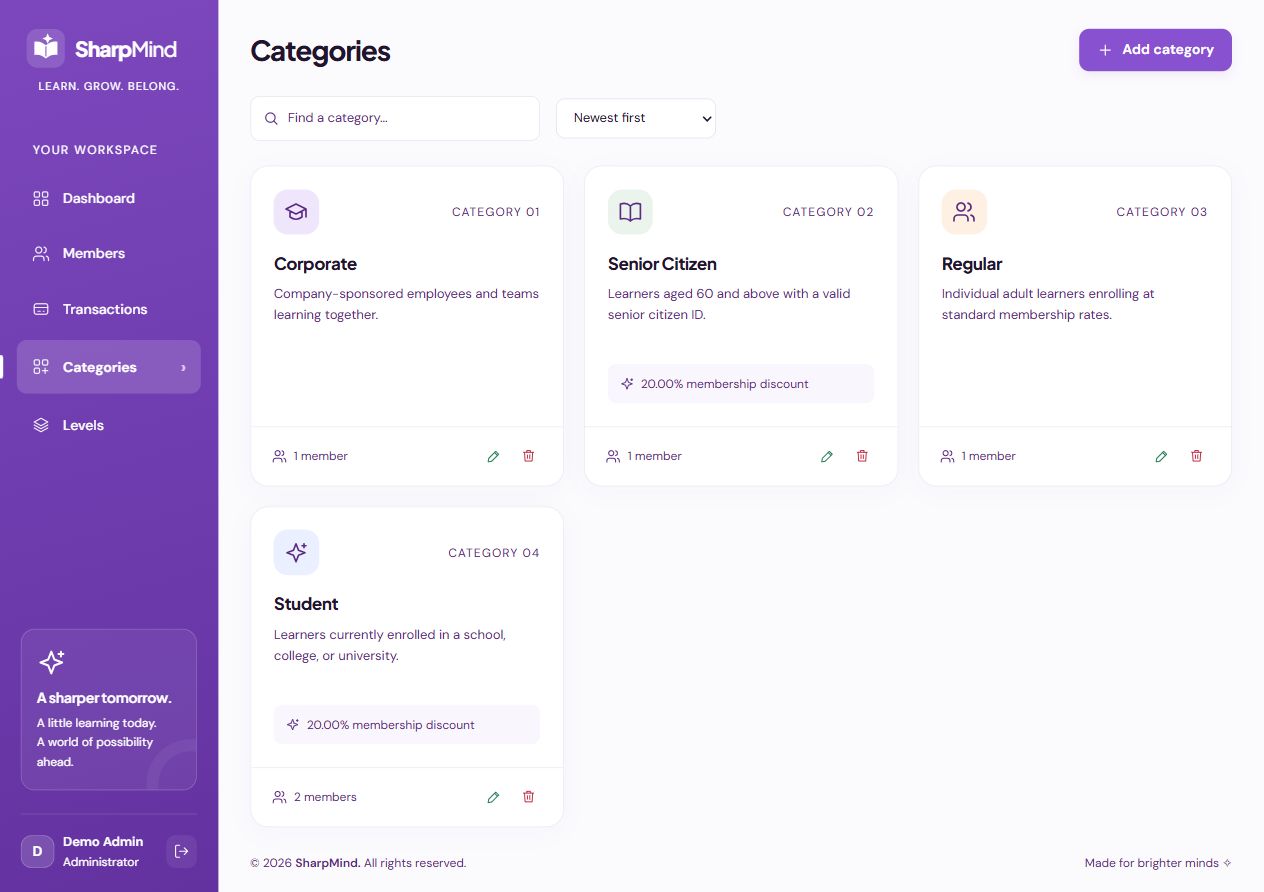 SharpMind
LEARN. GROW. BELONG.
YOUR WORKSPACE
Dashboard
Members
Transactions
Categories ›
Levels
A sharper tomorrow.
A little learning today.
A world of possibility
ahead.
D
Demo Admin
Administrator
Categories
+ Add category
Find a category...
Newest first
CATEGORY 01
Corporate
Company-sponsored employees and teams
learning together.
1 member
CATEGORY 02
Senior Citizen
Learners aged 60 and above with a valid
senior citizen ID.
20.00% membership discount
1 member
CATEGORY 03
Regular
Individual adult learners enrolling at
standard membership rates.
1 member
CATEGORY 04
Student
Learners currently enrolled in a school,
college, or university.
20.00% membership discount
2 members
© 2026 SharpMind. All rights reserved.
Made for brighter minds ✧